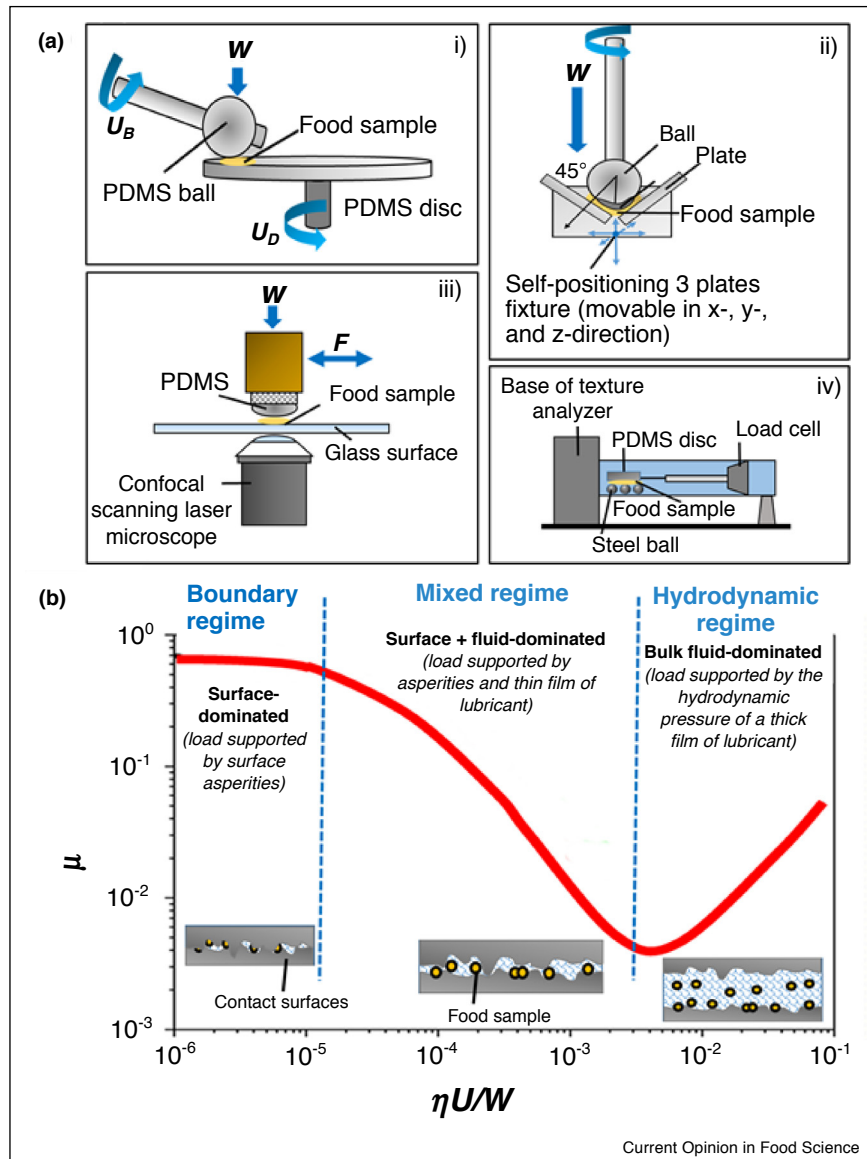 (a)
i)
W
U_B
Food sample
PDMS ball
PDMS disc
U_D
ii)
W
Ball
45°
Plate
Food sample
Self-positioning 3 plates
fixture (movable in x-, y-,
and z-direction)
iii)
W
F
PDMS
Food sample
Glass surface
Confocal
scanning laser
microscope
iv)
Base of texture
analyzer
PDMS disc
Load cell
Food sample
Steel ball
(b)
Boundary
regime
Mixed regime
Hydrodynamic
regime
Surface-
dominated
(load supported
by surface
asperities)
Surface + fluid-dominated
(load supported by
asperities and thin film of
lubricant)
Bulk fluid-dominated
(load supported by the
hydrodynamic
pressure of a thick
film of lubricant)
10⁰
10⁻¹
10⁻²
10⁻³
μ
Contact surfaces
Food sample
10⁻⁶ 10⁻⁵ 10⁻⁴ 10⁻³ 10⁻² 10⁻¹
ηU/W
Current Opinion in Food Science